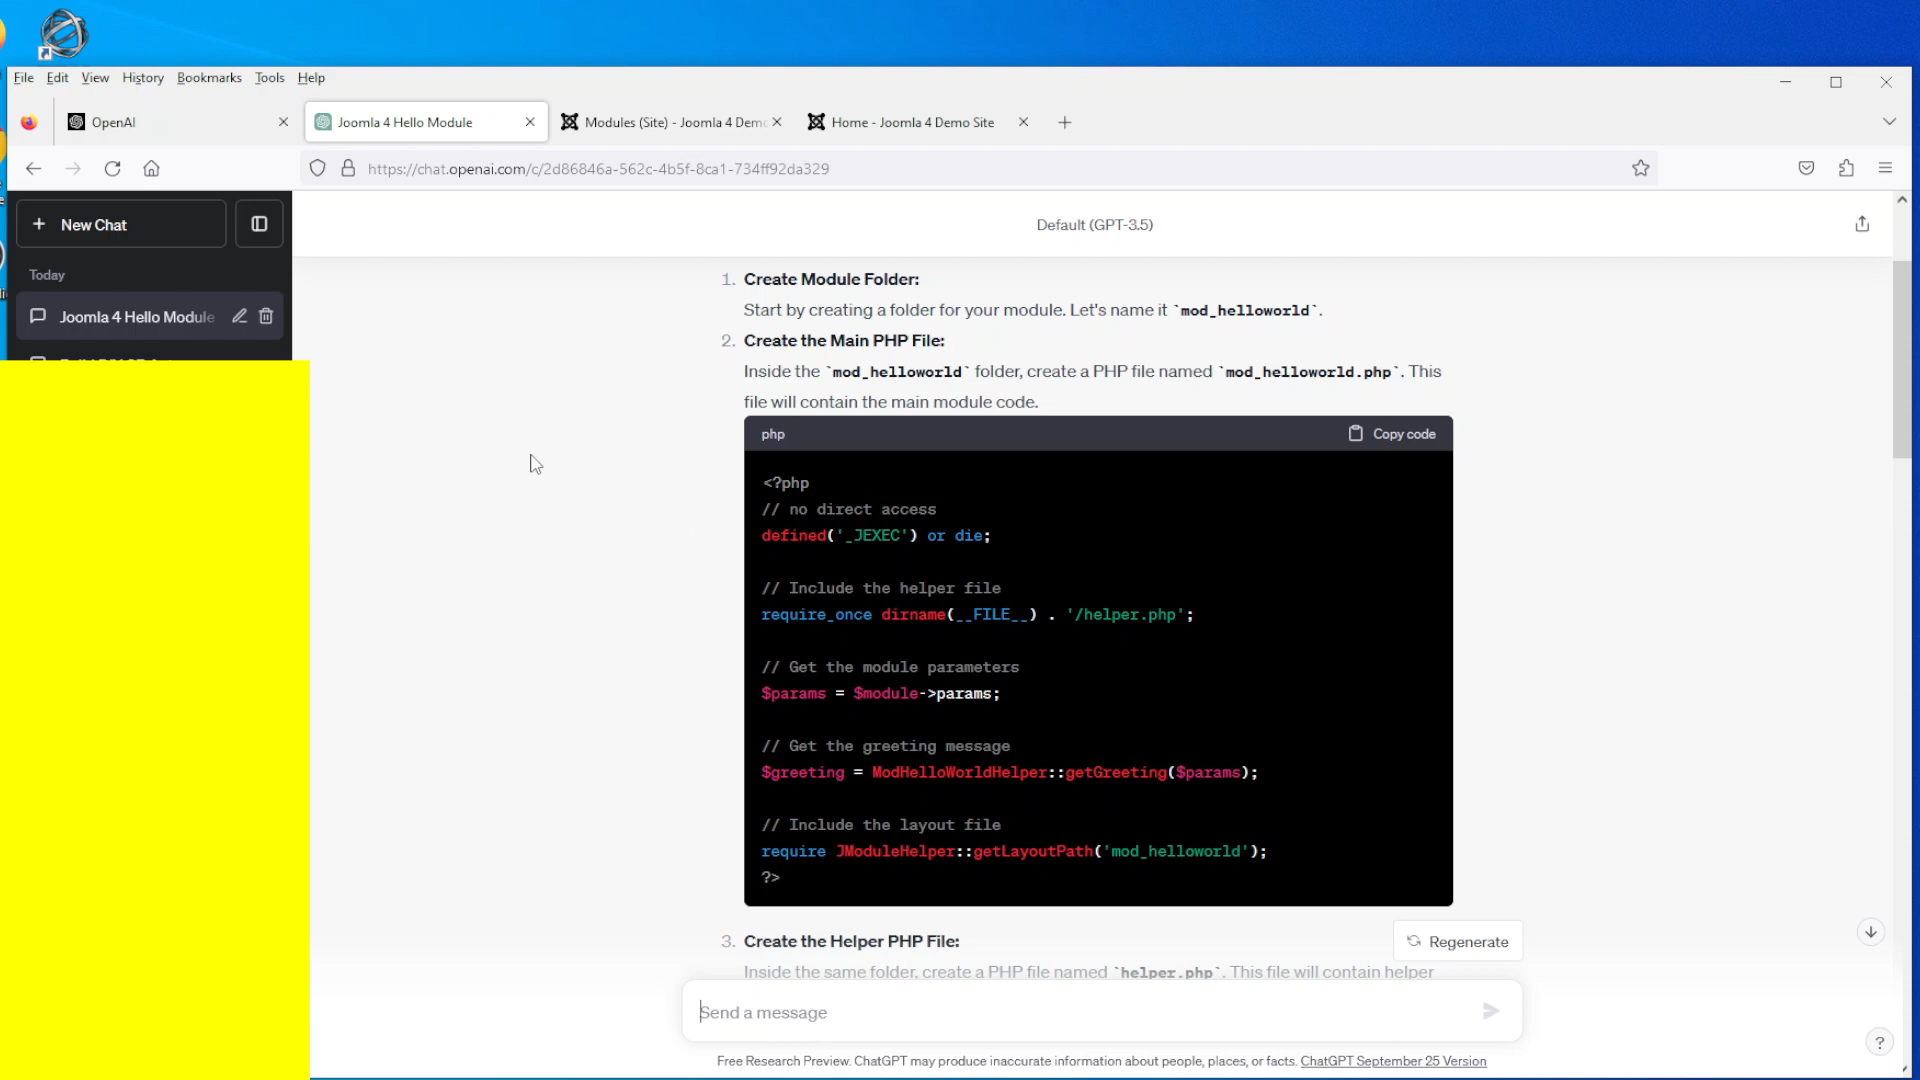 File Edit View History Bookmarks Tools Help
OpenAI
Joomla 4 Hello Module
Modules (Site) - Joomla 4 Dem
Home - Joomla 4 Demo Site
https://chat.openai.com/c/2d86846a-562c-4b5f-8ca1-734ff92da329
+ New Chat
Default (GPT-3.5)
Today
Joomla 4 Hello Module
1. Create Module Folder:
Start by creating a folder for your module. Let's name it `mod_helloworld`.
2. Create the Main PHP File:
Inside the `mod_helloworld` folder, create a PHP file named `mod_helloworld.php`. This
file will contain the main module code.
php Copy code
<?php
// no direct access
defined('_JEXEC') or die;
// Include the helper file
require_once dirname(__FILE__) . '/helper.php';
// Get the module parameters
$params = $module->params;
// Get the greeting message
$greeting = ModHelloWorldHelper::getGreeting($params);
// Include the layout file
require JModuleHelper::getLayoutPath('mod_helloworld');
?>
3. Create the Helper PHP File:
Regenerate
Inside the same folder, create a PHP file named `helper.php`. This file will contain helper
Send a message
?
Free Research Preview. ChatGPT may produce inaccurate information about people, places, or facts. ChatGPT September 25 Version